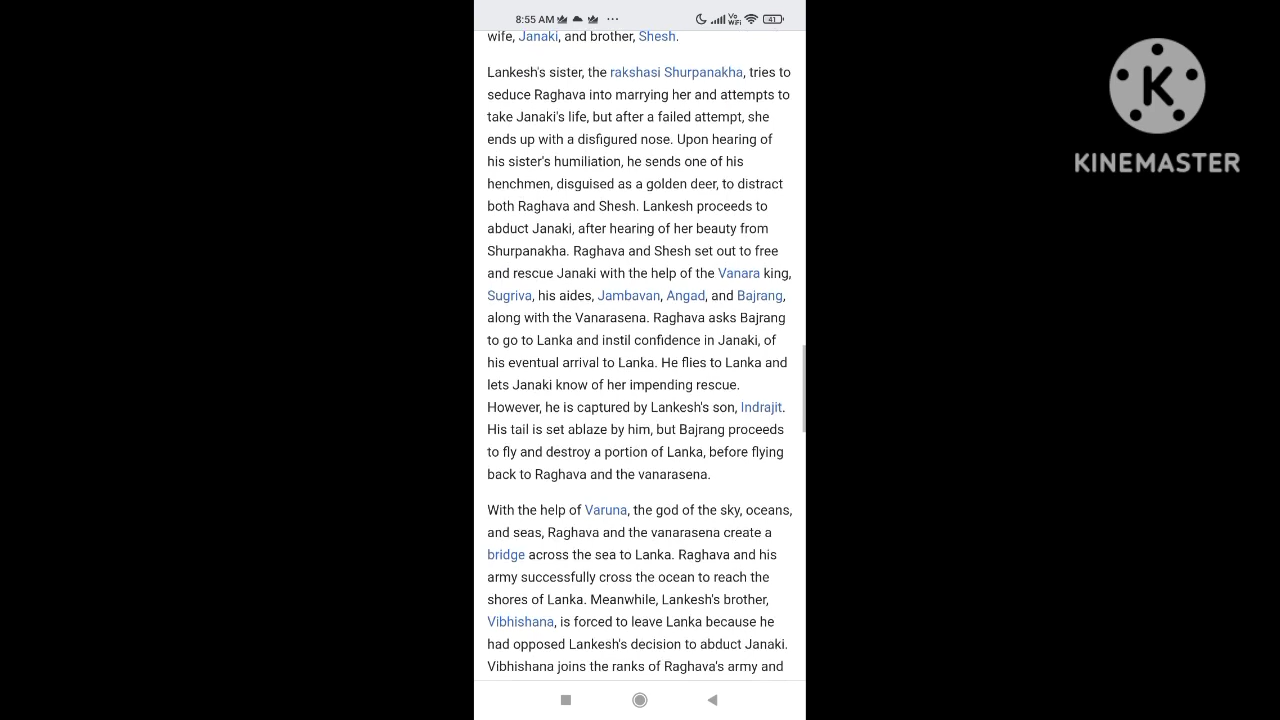 8:55 AM
Vo
WiFi
41
wife, Janaki, and brother, Shesh.
Lankesh's sister, the rakshasi Shurpanakha, tries to
seduce Raghava into marrying her and attempts to
take Janaki's life, but after a failed attempt, she
ends up with a disfigured nose. Upon hearing of
his sister's humiliation, he sends one of his
henchmen, disguised as a golden deer, to distract
both Raghava and Shesh. Lankesh proceeds to
abduct Janaki, after hearing of her beauty from
Shurpanakha. Raghava and Shesh set out to free
and rescue Janaki with the help of the Vanara king,
Sugriva, his aides, Jambavan, Angad, and Bajrang,
along with the Vanarasena. Raghava asks Bajrang
to go to Lanka and instil confidence in Janaki, of
his eventual arrival to Lanka. He flies to Lanka and
lets Janaki know of her impending rescue.
However, he is captured by Lankesh's son, Indrajit.
His tail is set ablaze by him, but Bajrang proceeds
to fly and destroy a portion of Lanka, before flying
back to Raghava and the vanarasena.
With the help of Varuna, the god of the sky, oceans,
and seas, Raghava and the vanarasena create a
bridge across the sea to Lanka. Raghava and his
army successfully cross the ocean to reach the
shores of Lanka. Meanwhile, Lankesh's brother,
Vibhishana, is forced to leave Lanka because he
had opposed Lankesh's decision to abduct Janaki.
Vibhishana joins the ranks of Raghava's army and
K
KINEMASTER